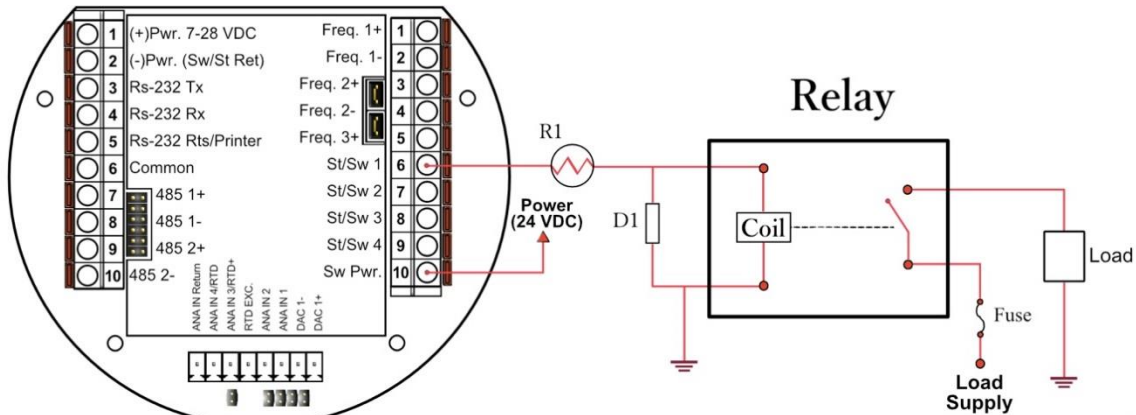 1 (+)Pwr. 7-28 VDC
2 (-)Pwr. (Sw/St Ret)
3 Rs-232 Tx
4 Rs-232 Rx
5 Rs-232 Rts/Printer
6 Common
7 485 1+
8 485 1-
9 485 2+
10 485 2-
Freq. 1+ 1
Freq. 1- 2
Freq. 2+ 3
Freq. 2- 4
Freq. 3+ 5
St/Sw 1 6
St/Sw 2 7
St/Sw 3 8
St/Sw 4 9
Sw Pwr. 10
ANA IN Return
ANA IN 4/RTD
ANA IN 3/RTD+
RTD EXC.
ANA IN 2
ANA IN 1
DAC 1-
DAC 1+
Power
(24 VDC)
R1
D1
Relay
Coil
Load
Fuse
Load
Supply